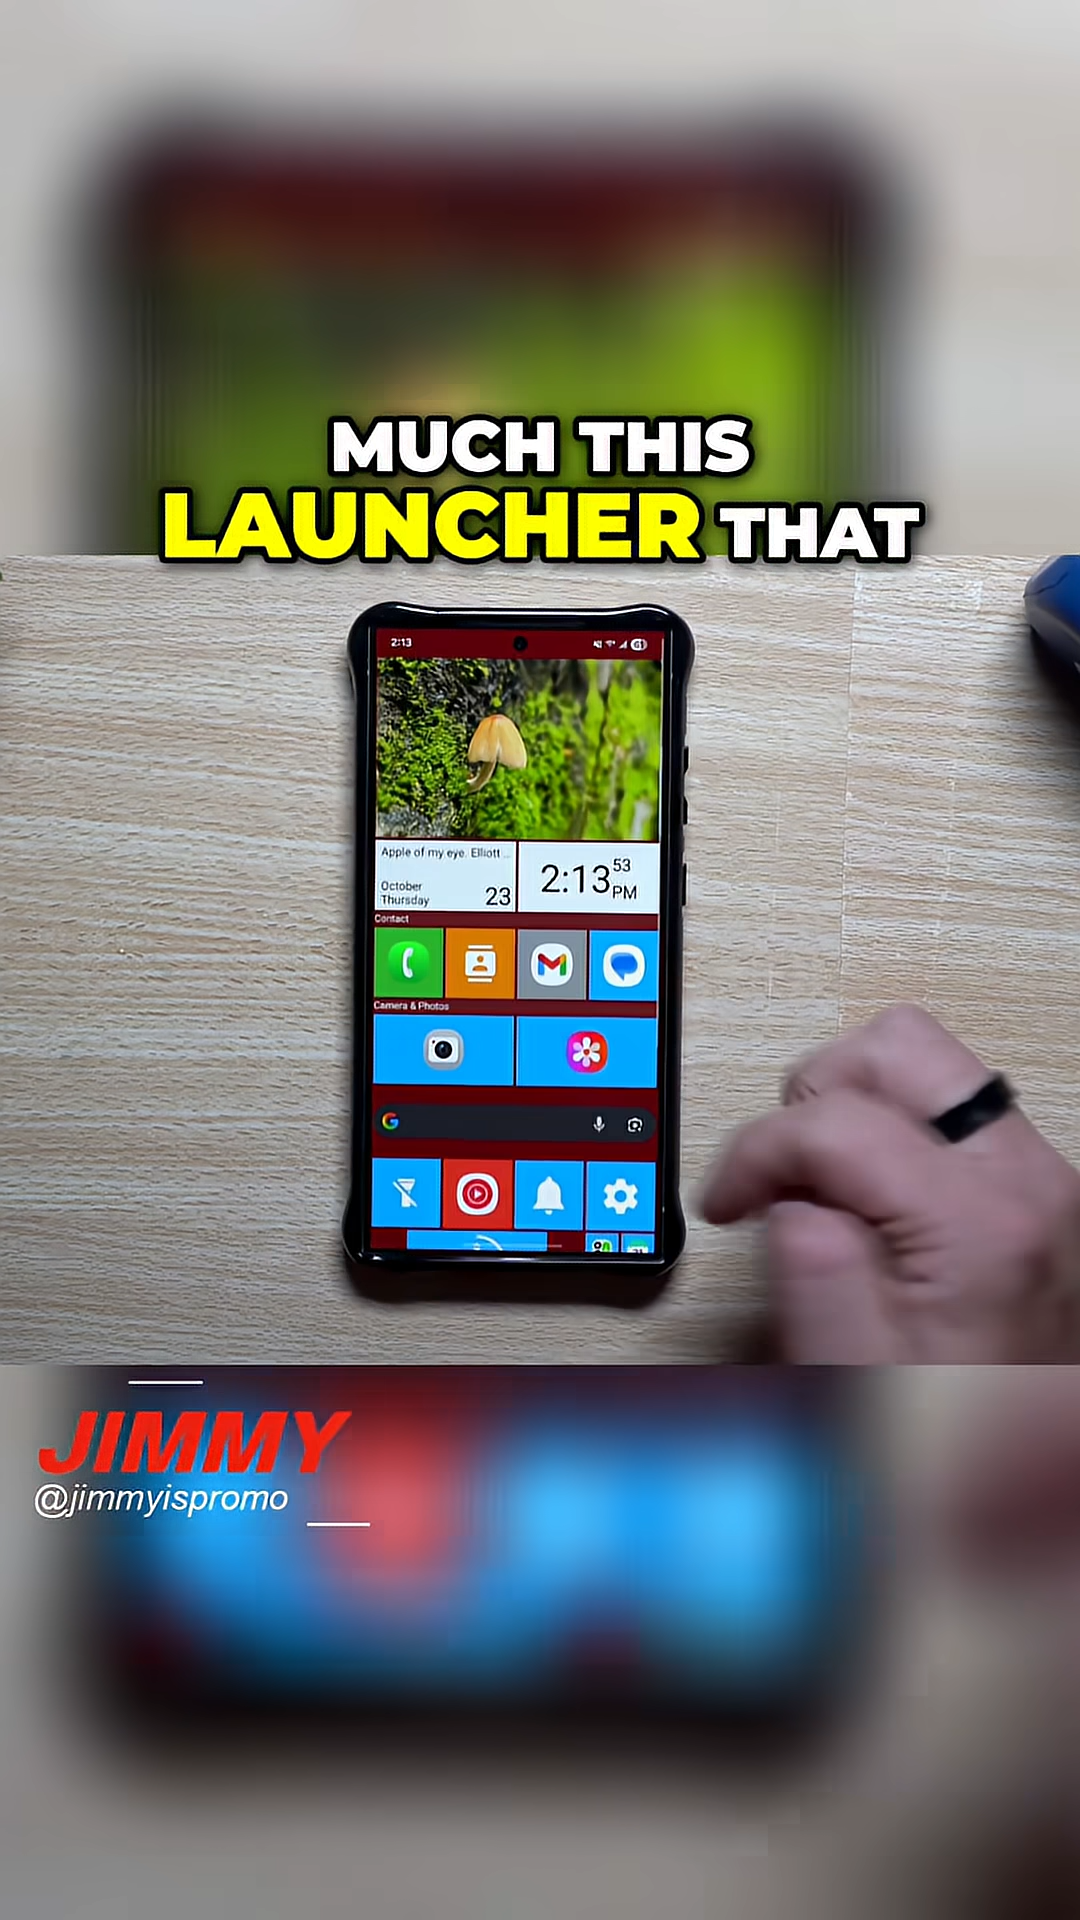 MUCH THIS
LAUNCHER THAT
2:13
Apple of my eye. Elliott ...
October
Thursday
23
2:13 53
PM
Contact
Camera & Photos
JIMMY
@jimmyispromo